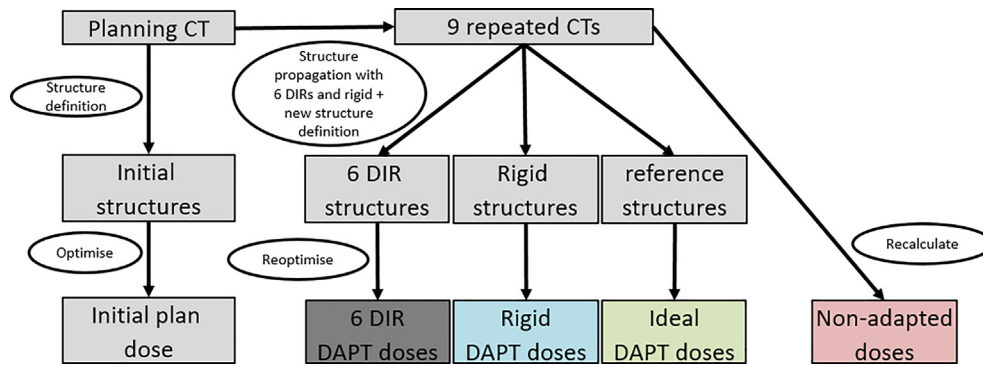 Planning CT
9 repeated CTs
Structure
definition
Structure
propagation with
6 DIRs and rigid +
new structure
definition
Initial
structures
6 DIR
structures
Rigid
structures
reference
structures
Optimise
Reoptimise
Recalculate
Initial plan
dose
6 DIR
DAPT doses
Rigid
DAPT doses
Ideal
DAPT doses
Non-adapted
doses